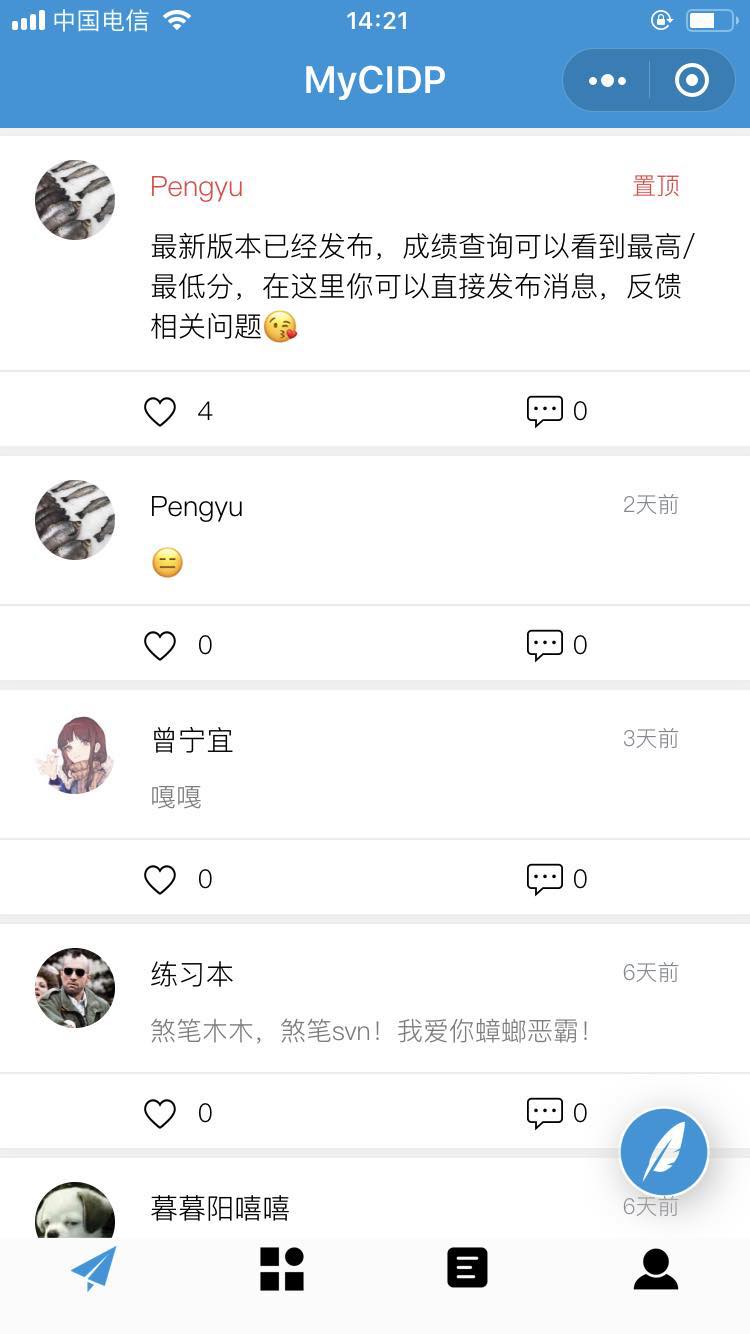 中国电信
14:21
MyCIDP
Pengyu
置顶
最新版本已经发布，成绩查询可以看到最高/
最低分，在这里你可以直接发布消息，反馈
相关问题😘
4
0
Pengyu
2天前
😑
0
0
曾宁宜
3天前
嘎嘎
0
0
练习本
6天前
煞笔木木，煞笔svn！我爱你蟑螂恶霸！
0
0
暮暮阳嘻嘻
6天前